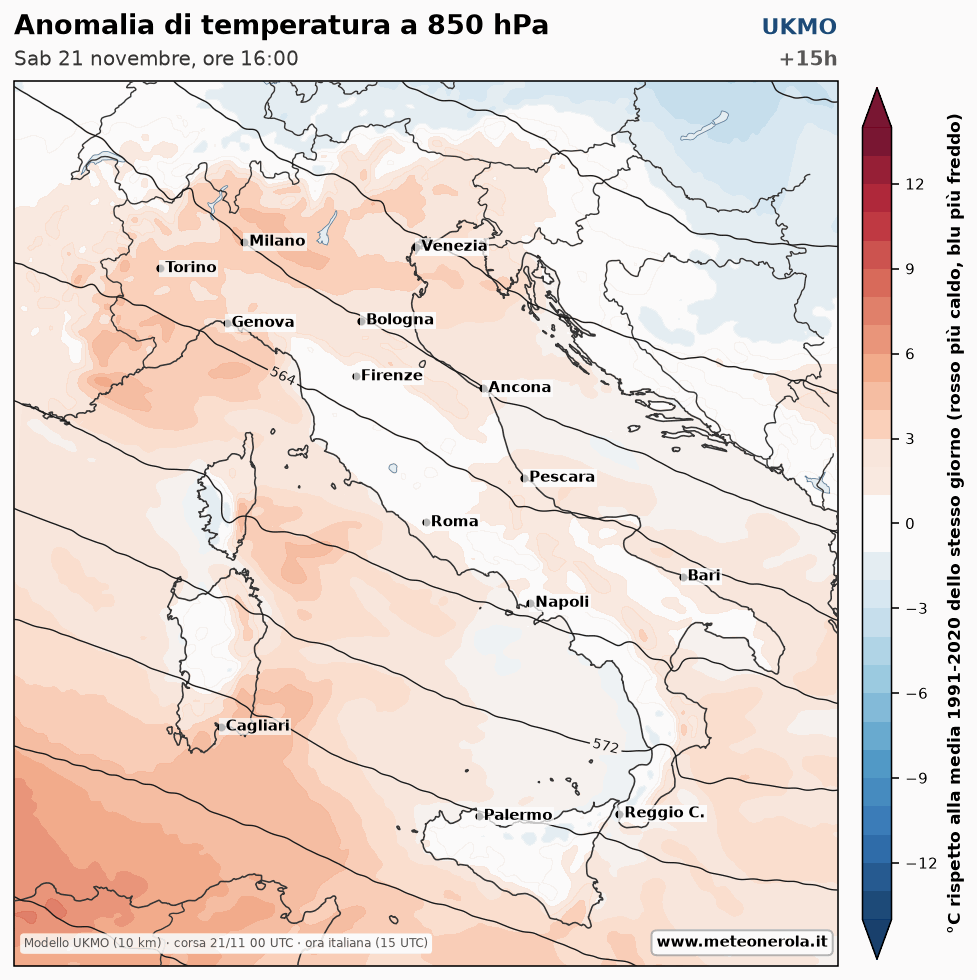 Anomalia di temperatura a 850 hPa
UKMO
Sab 21 novembre, ore 16:00
+15h
Milano
Venezia
Torino
Genova
Bologna
564
Firenze
Ancona
Pescara
Roma
Bari
Napoli
Cagliari
572
Palermo
Reggio C.
12
9
6
3
0
−3
−6
−9
−12
°C rispetto alla media 1991-2020 dello stesso giorno (rosso più caldo, blu più freddo)
Modello UKMO (10 km) · corsa 21/11 00 UTC · ora italiana (15 UTC)
www.meteonerola.it